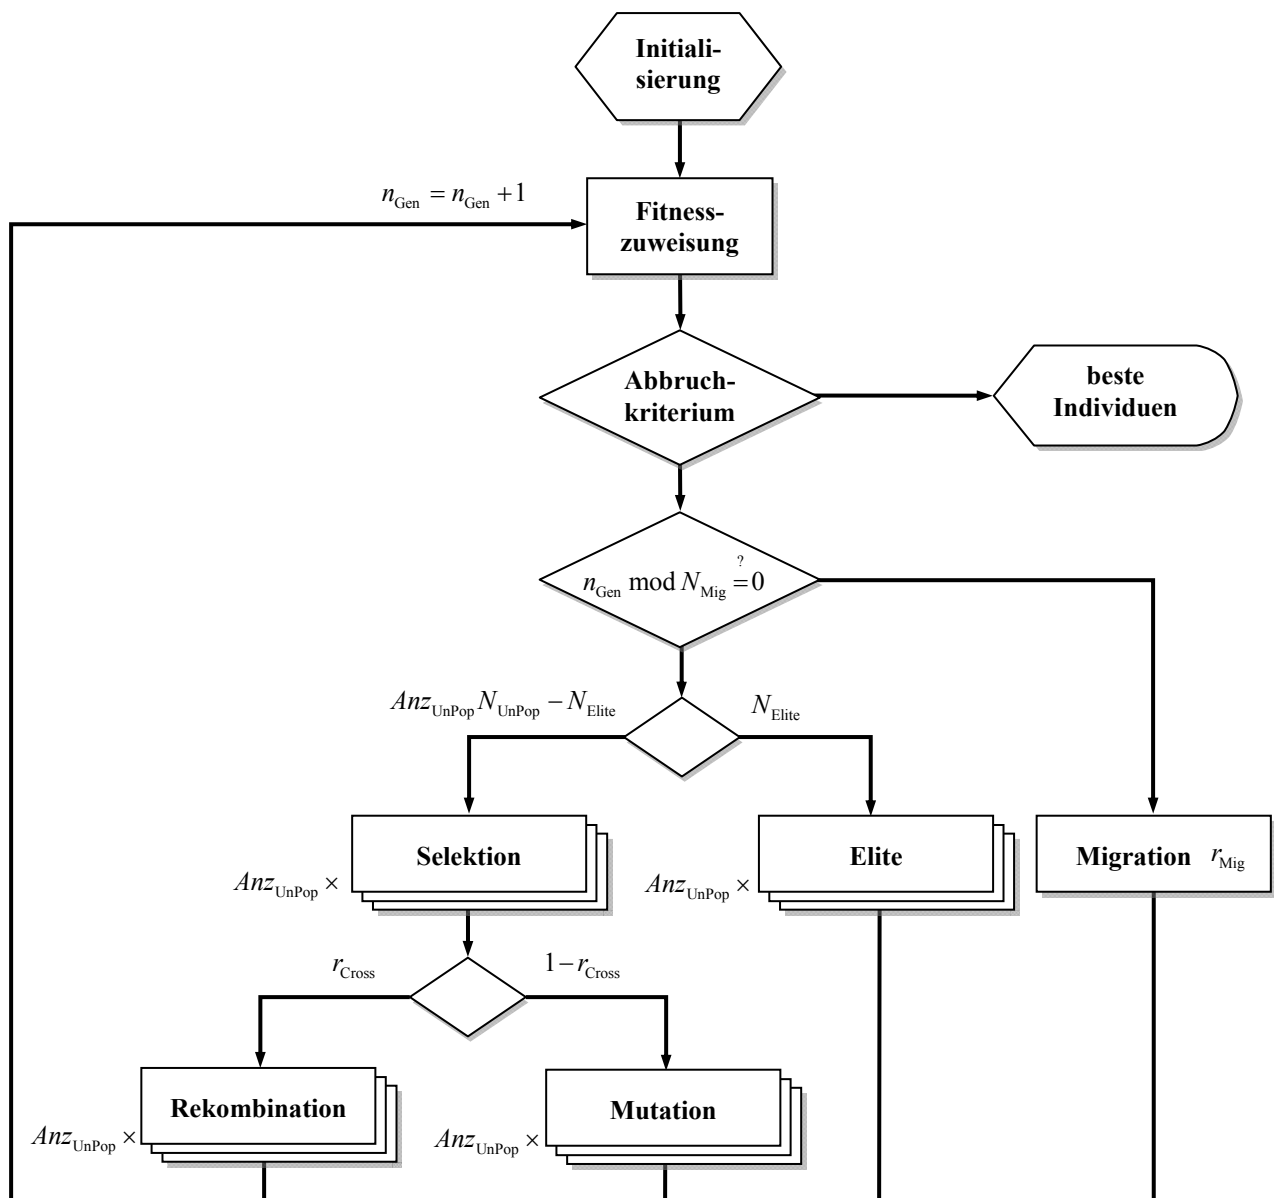 Initiali-
sierung
n_Gen = n_Gen + 1
Fitness-
zuweisung
Abbruch-
kriterium
beste
Individuen
n_Gen mod N_Mig =^? 0
Anz_UnPop N_UnPop − N_Elite
N_Elite
Selektion
Anz_UnPop ×
Elite
Anz_UnPop ×
Migration r_Mig
r_Cross
1 − r_Cross
Rekombination
Anz_UnPop ×
Mutation
Anz_UnPop ×